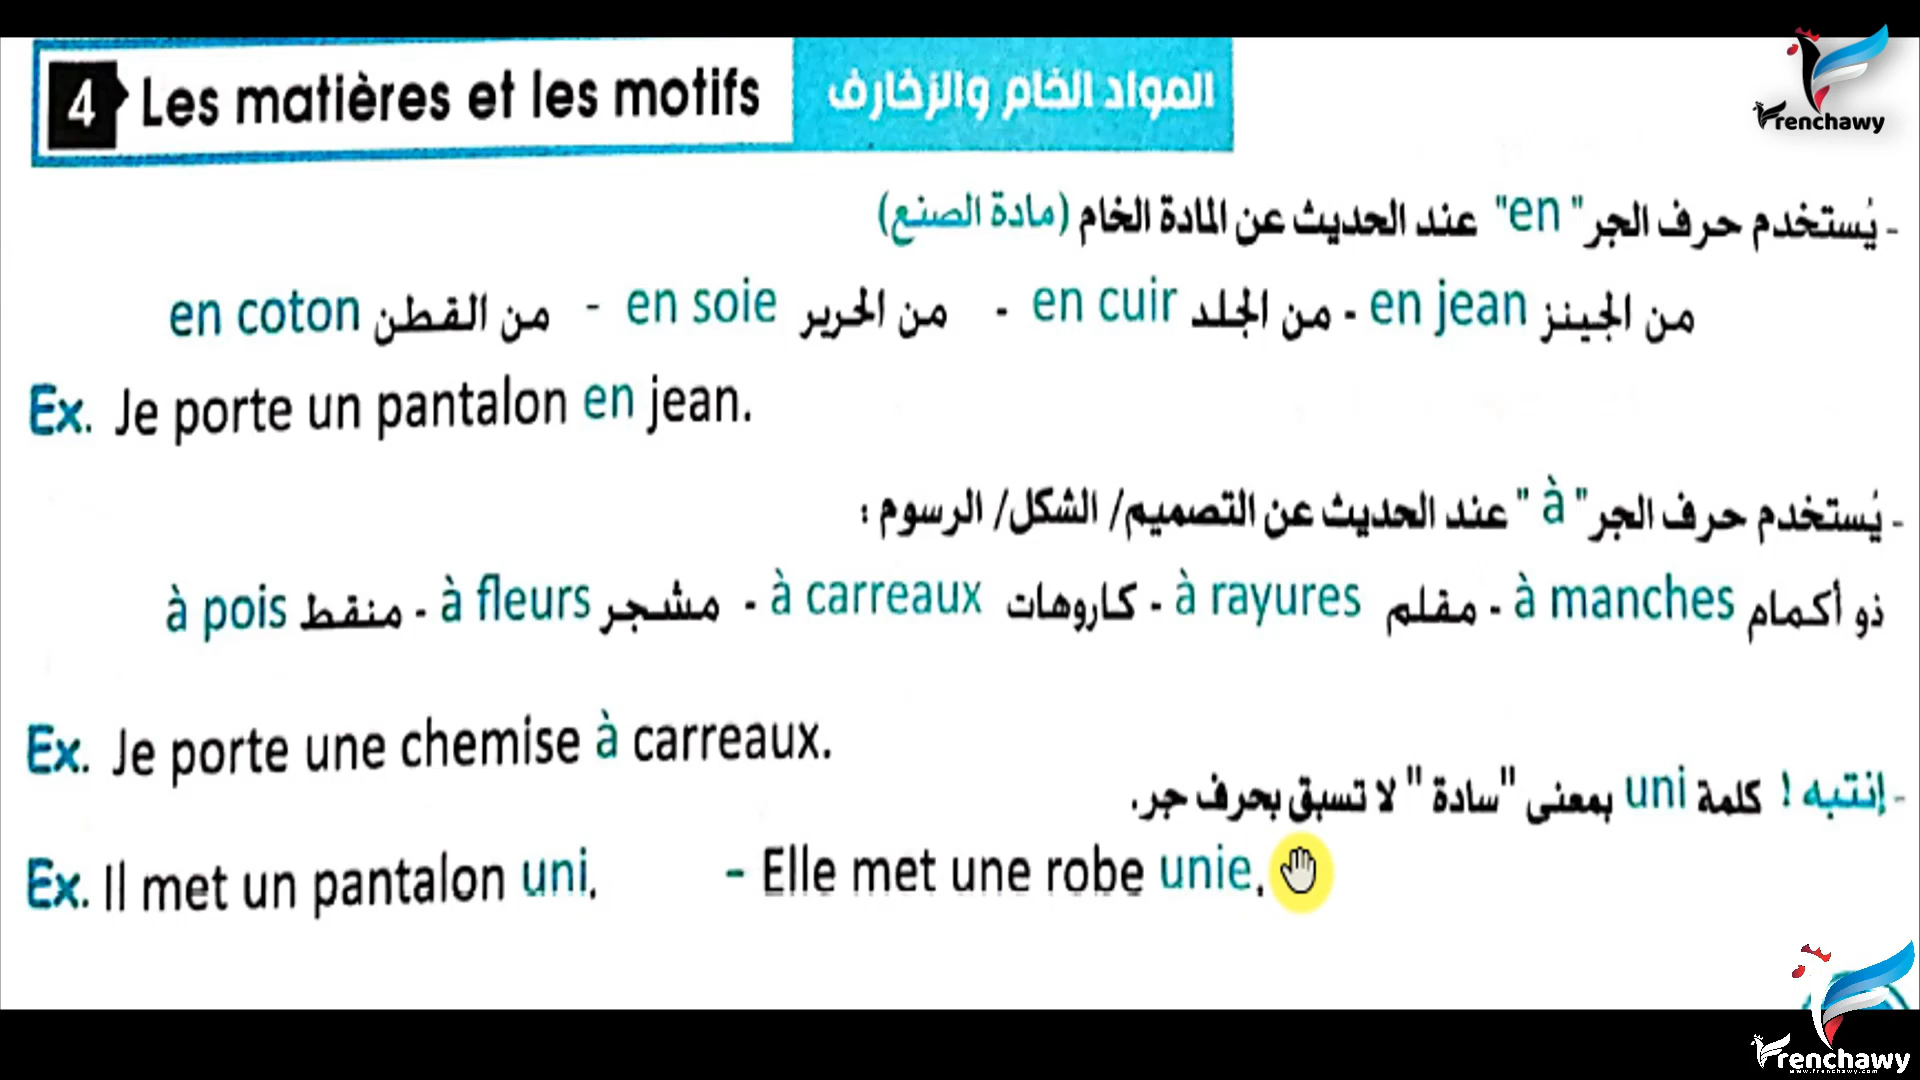 4 Les matières et les motifs المواد الخام والزخارف
Frenchawy
- يُستخدم حرف الجر "en" عند الحديث عن المادة الخام (مادة الصنع)
من الجينز en jean - من الجلد en cuir - من الحرير en soie - من القطن en coton
Ex. Je porte un pantalon en jean.
- يُستخدم حرف الجر "à" عند الحديث عن التصميم/ الشكل/ الرسوم :
ذو أكمام à manches - مقلم à rayures - كاروهات à carreaux - مشجر à fleurs - منقط à pois
Ex. Je porte une chemise à carreaux.
- إنتبه ! كلمة uni بمعنى "سادة" لا تسبق بحرف جر.
Ex. Il met un pantalon uni. - Elle met une robe unie.
Frenchawy
www.frenchawy.com